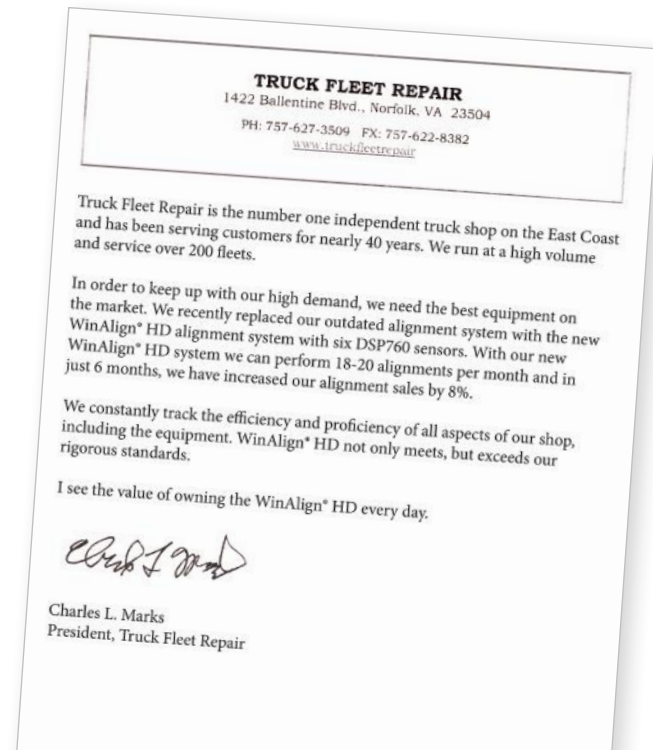 TRUCK FLEET REPAIR
1422 Ballentine Blvd., Norfolk, VA 23504
PH: 757-627-3509 FX: 757-622-8382
www.truckfleetrepair
Truck Fleet Repair is the number one independent truck shop on the East Coast
and has been serving customers for nearly 40 years. We run at a high volume
and service over 200 fleets.
In order to keep up with our high demand, we need the best equipment on
the market. We recently replaced our outdated alignment system with the new
WinAlign® HD alignment system with six DSP760 sensors. With our new
WinAlign® HD system we can perform 18-20 alignments per month and in
just 6 months, we have increased our alignment sales by 8%.
We constantly track the efficiency and proficiency of all aspects of our shop,
including the equipment. WinAlign® HD not only meets, but exceeds our
rigorous standards.
I see the value of owning the WinAlign® HD every day.
Charles L. Marks
President, Truck Fleet Repair